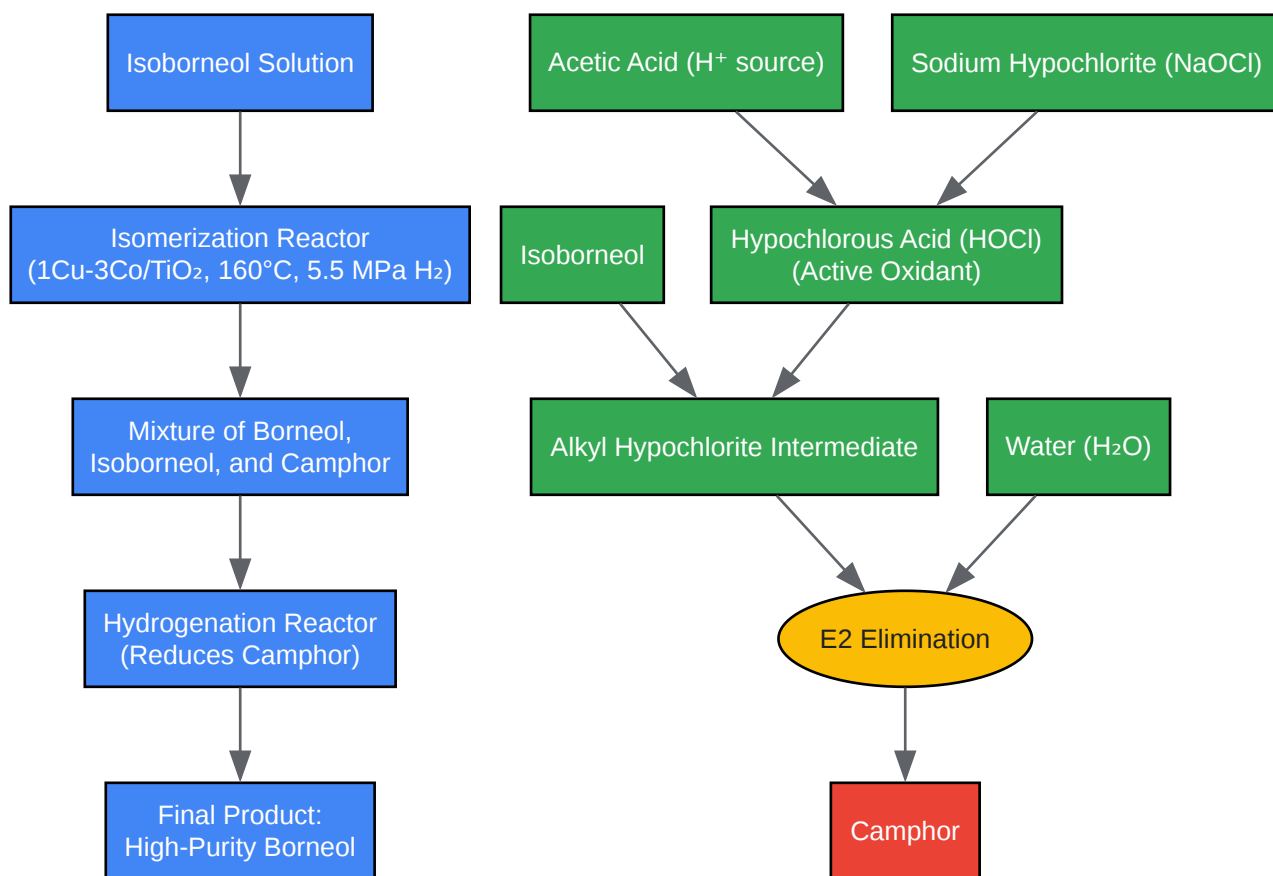 Isoborneol Solution
Isomerization Reactor
(1Cu-3Co/TiO₂, 160°C, 5.5 MPa H₂)
Mixture of Borneol,
Isoborneol, and Camphor
Hydrogenation Reactor
(Reduces Camphor)
Final Product:
High-Purity Borneol
Acetic Acid (H⁺ source)
Sodium Hypochlorite (NaOCl)
Isoborneol
Hypochlorous Acid (HOCl)
(Active Oxidant)
Alkyl Hypochlorite Intermediate
Water (H₂O)
E2 Elimination
Camphor